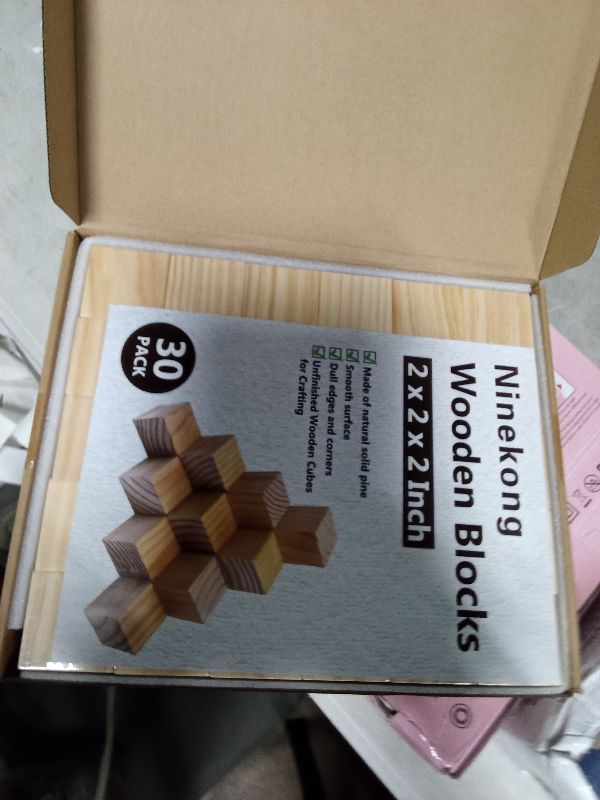 Ninekong
Wooden Blocks
2 x 2 x 2 Inch
Made of natural solid pine
Smooth surface
Dull edges and corners
Unfinished Wooden Cubes
for Crafting
30
PACK